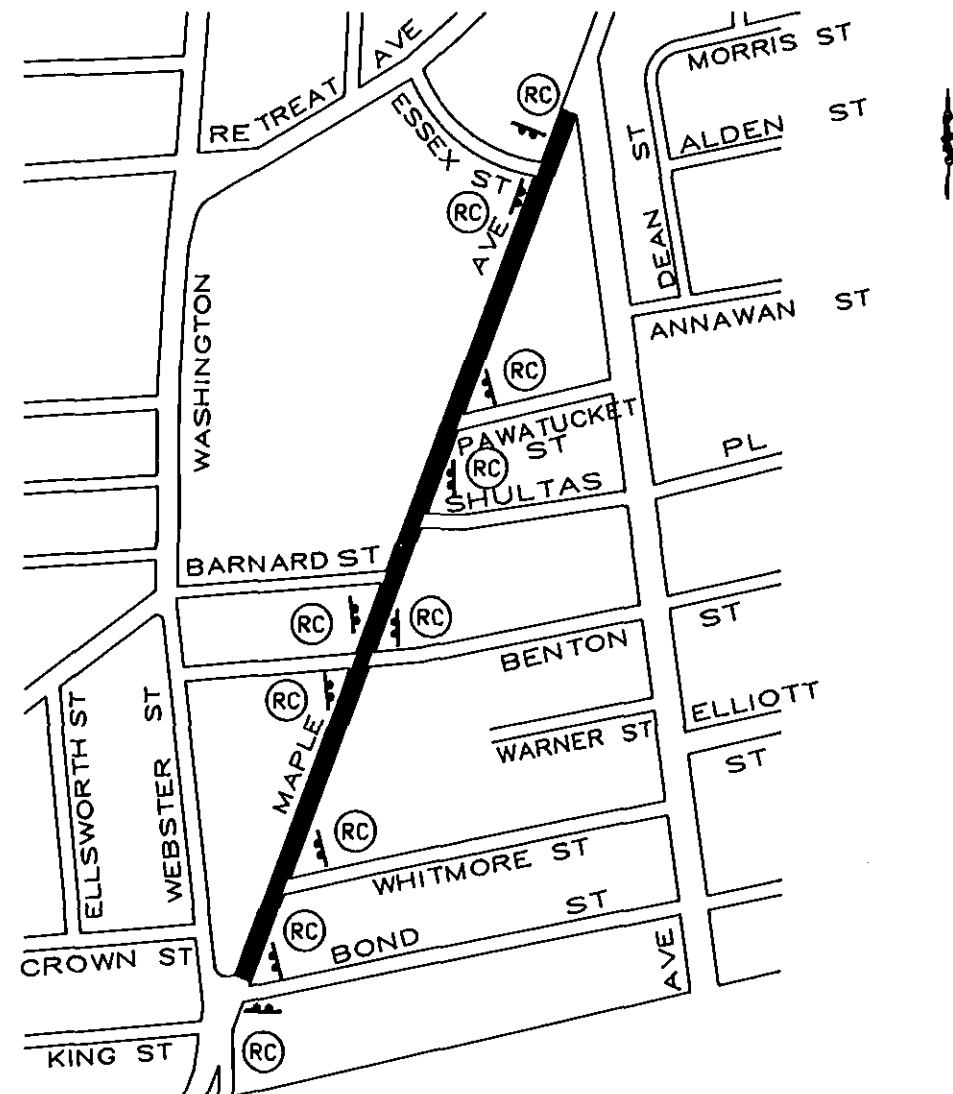 MORRIS ST
AVE
RETREAT
RC
ESSEX ST
ALDEN ST
DEAN ST
RC
AVE
ANNAWAN ST
WASHINGTON
RC
PAWATUCKET ST
RC
SHULTAS PL
BARNARD ST
RC
RC
BENTON ST
RC
MAPLE
ELLSWORTH ST
WEBSTER ST
ELLIOTT ST
WARNER ST
RC
WHITMORE ST
RC
BOND ST
AVE
CROWN ST
KING ST
RC